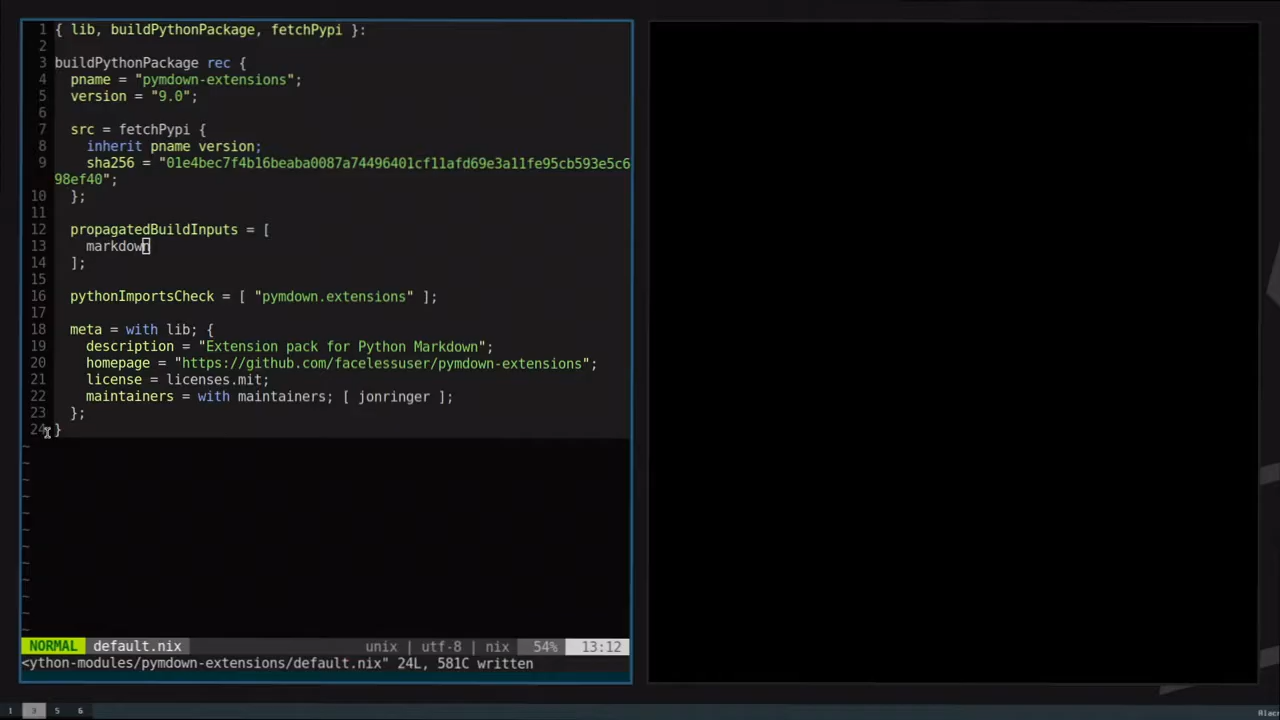 1 { lib, buildPythonPackage, fetchPypi }:
2
3 buildPythonPackage rec {
4   pname = "pymdown-extensions";
5   version = "9.0";
6
7   src = fetchPypi {
8     inherit pname version;
9     sha256 = "01e4bec7f4b16beaba0087a74496401cf11afd69e3a11fe95cb593e5c6
98ef40";
10   };
11
12   propagatedBuildInputs = [
13     markdown
14   ];
15
16   pythonImportsCheck = [ "pymdown.extensions" ];
17
18   meta = with lib; {
19     description = "Extension pack for Python Markdown";
20     homepage = "https://github.com/facelessuser/pymdown-extensions";
21     license = licenses.mit;
22     maintainers = with maintainers; [ jonringer ];
23   };
24 }
~
~
~
~
~
~
~
~
~
~
~
~
NORMAL default.nix unix | utf-8 | nix 54% 13:12
<ython-modules/pymdown-extensions/default.nix" 24L, 581C written
1 3 5 6